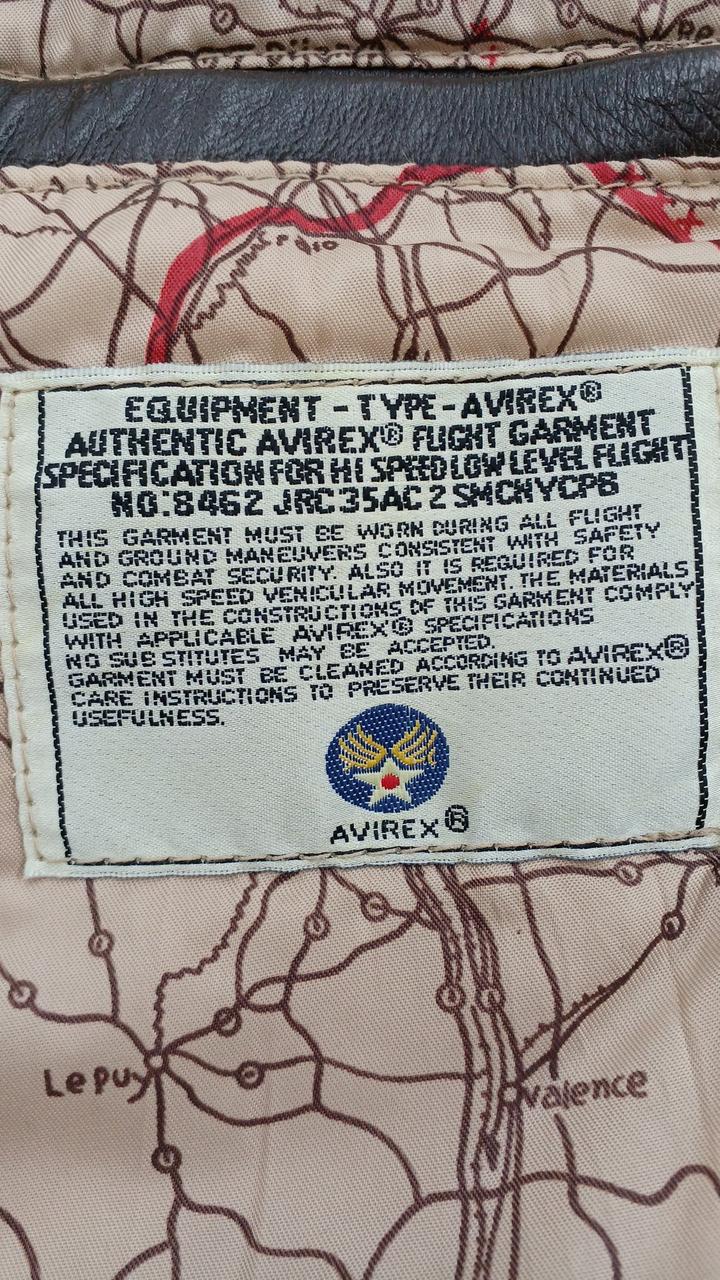 Dijon
EQUIPMENT - TYPE - AVIREX®
AUTHENTIC AVIREX® FLIGHT GARMENT
SPECIFICATION FOR HI SPEED LOW LEVEL FLIGHT
NO:8462 JRC35AC 2 SMCNYCPB
THIS GARMENT MUST BE WORN DURING ALL FLIGHT
AND GROUND MANEUVERS CONSISTENT WITH SAFETY
AND COMBAT SECURITY. ALSO IT IS REQUIRED FOR
ALL HIGH SPEED VENICULAR MOVEMENT. THE MATERIALS
USED IN THE CONSTRUCTIONS OF THIS GARMENT COMPLY
WITH APPLICABLE AVIREX® SPECIFICATIONS
NO SUBSTITUTES MAY BE ACCEPTED.
GARMENT MUST BE CLEANED ACCORDING TO AVIREX®
CARE INSTRUCTIONS TO PRESERVE THEIR CONTINUED
USEFULNESS.
AVIREX®
Le Puy
Valence